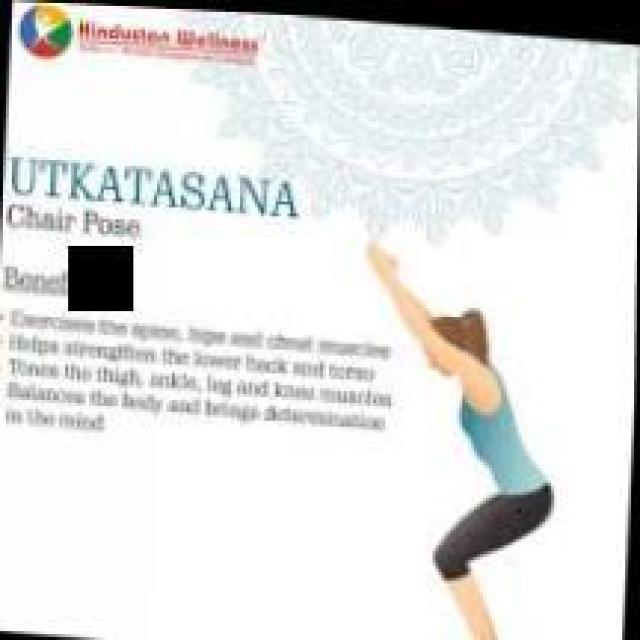 Hindustan Wellness
UTKATASANA
Chair Pose
Benef
Exercises the spine, hips and chest muscles
Helps strengthen the lower back and torso
Tones the thigh, ankle, leg and knee muscles
Balances the body and brings determination
in the mind